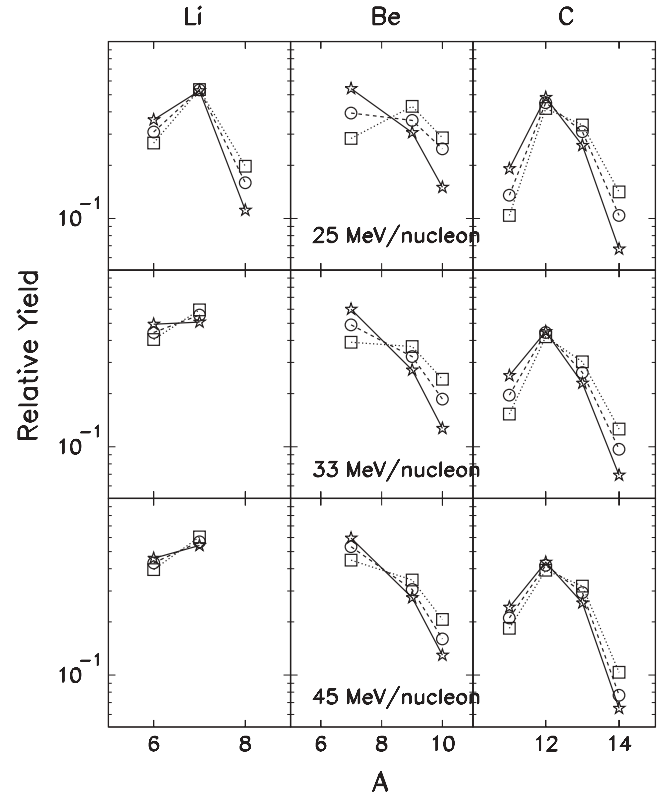 Li Be C
10⁻¹
25 MeV/nucleon
Relative Yield
10⁻¹
33 MeV/nucleon
10⁻¹
45 MeV/nucleon
6 8 6 8 10 12 14
A